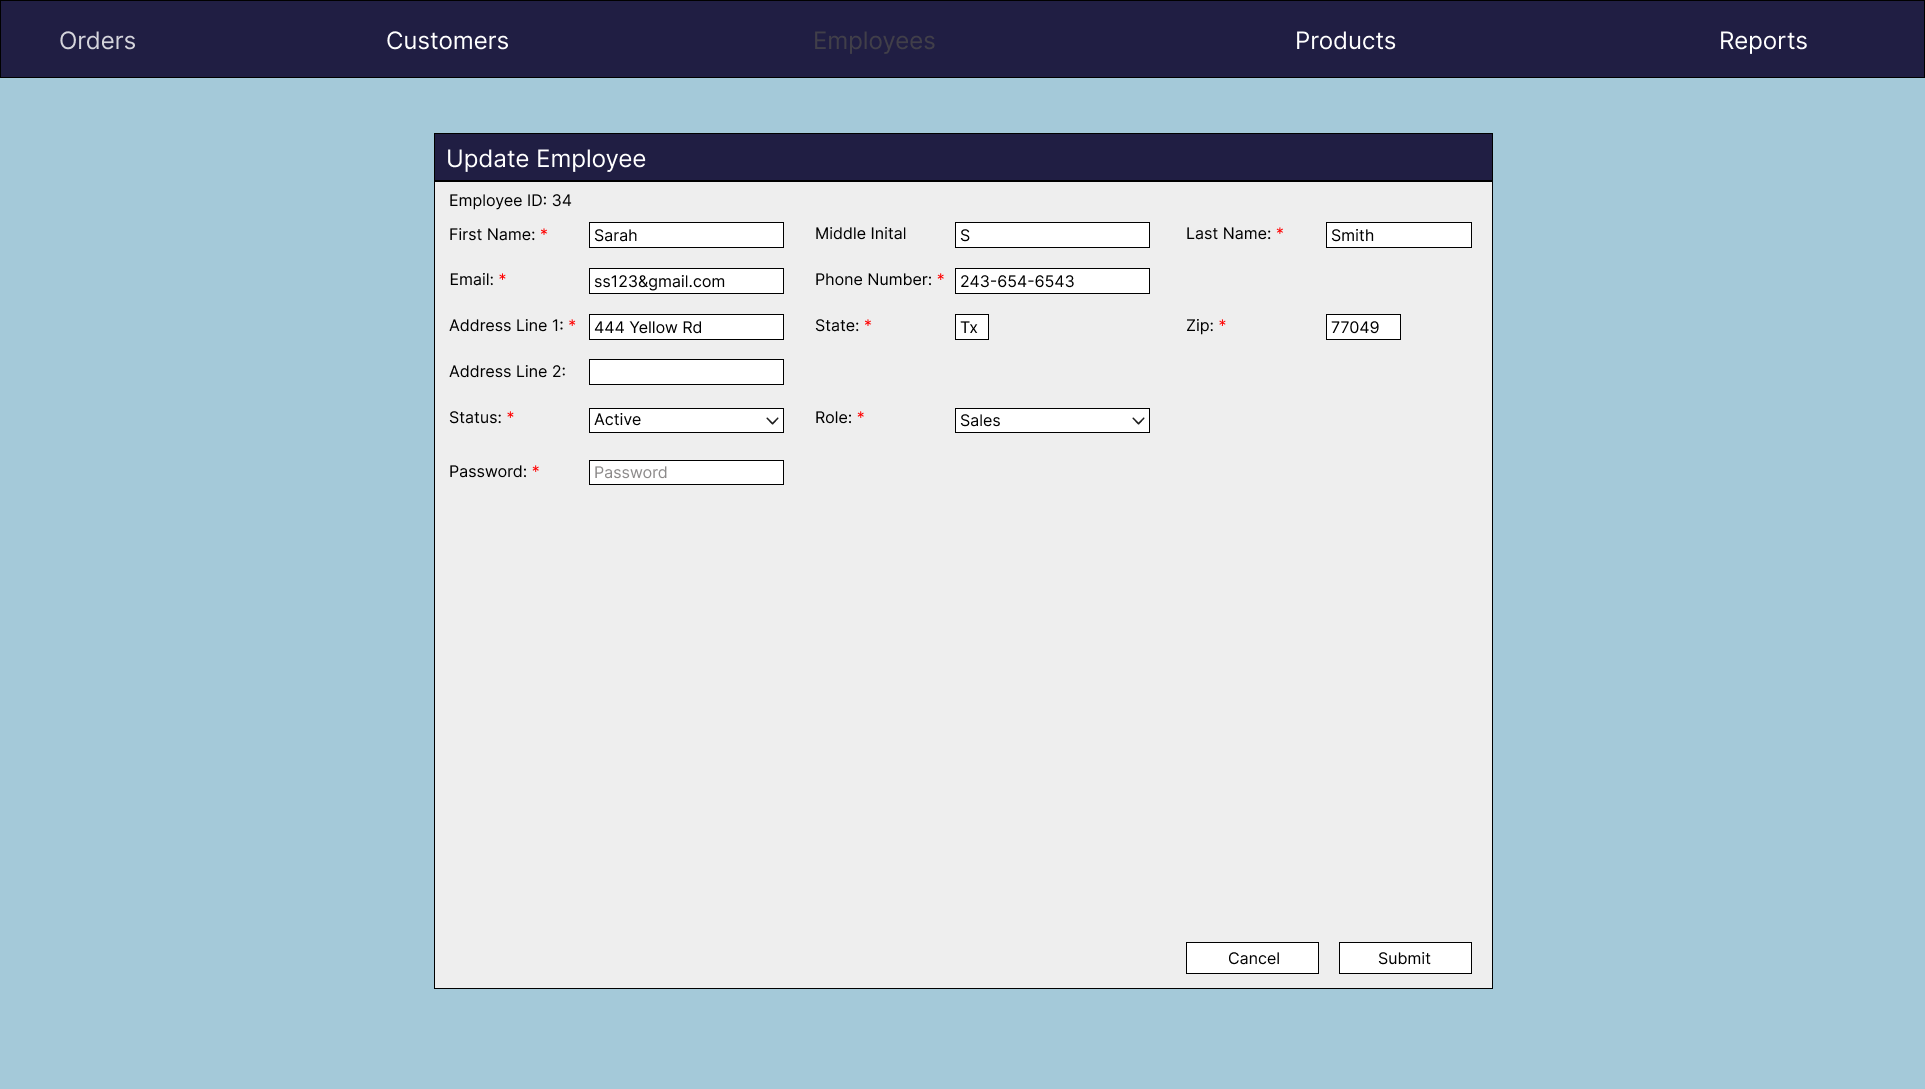 Orders Customers Employees Products Reports
Update Employee
Employee ID: 34
First Name: * Sarah Middle Inital S Last Name: * Smith
Email: * ss123&gmail.com Phone Number: * 243-654-6543
Address Line 1: * 444 Yellow Rd State: * Tx Zip: * 77049
Address Line 2:
Status: * Active Role: * Sales
Password: * Password
Cancel Submit